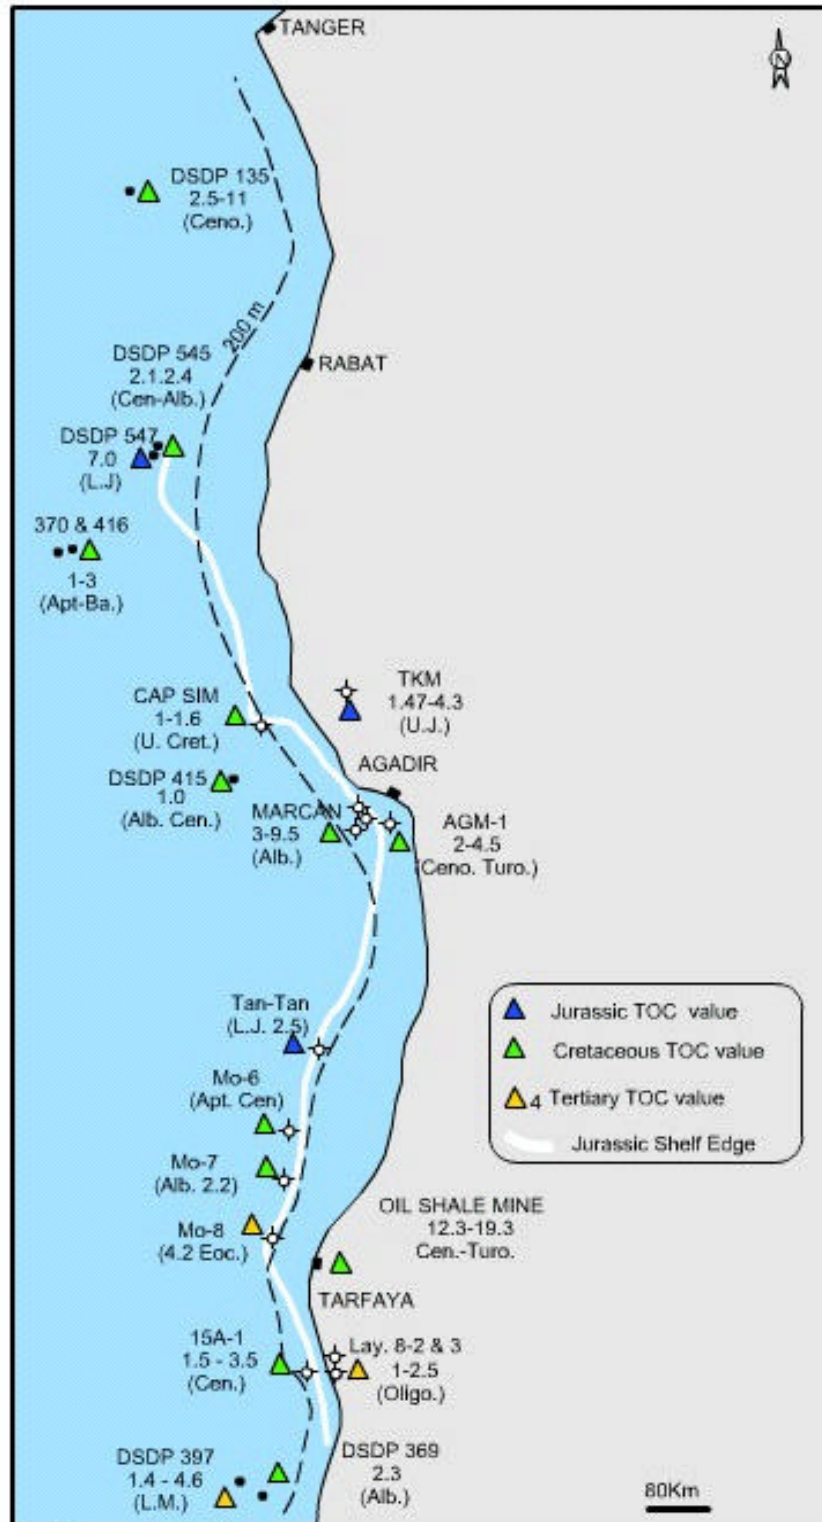 TANGER
N
DSDP 135
2.5-11
(Ceno.)
200 m
DSDP 545
2.1.2.4
(Cen-Alb.)
RABAT
DSDP 547
7.0
(L.J)
370 & 416
1-3
(Apt-Ba.)
TKM
1.47-4.3
(U.J.)
CAP SIM
1-1.6
(U. Cret.)
AGADIR
DSDP 415
1.0
(Alb. Cen.)
MARCAN
3-9.5
(Alb.)
AGM-1
2-4.5
(Ceno. Turo.)
Tan-Tan
(L.J. 2.5)
Jurassic TOC value
Cretaceous TOC value
4 Tertiary TOC value
Jurassic Shelf Edge
Mo-6
(Apt. Cen)
Mo-7
(Alb. 2.2)
OIL SHALE MINE
12.3-19.3
Cen.-Turo.
Mo-8
(4.2 Eoc.)
TARFAYA
15A-1
1.5 - 3.5
(Cen.)
Lay. 8-2 & 3
1-2.5
(Oligo.)
DSDP 397
1.4 - 4.6
(L.M.)
DSDP 369
2.3
(Alb.)
80Km